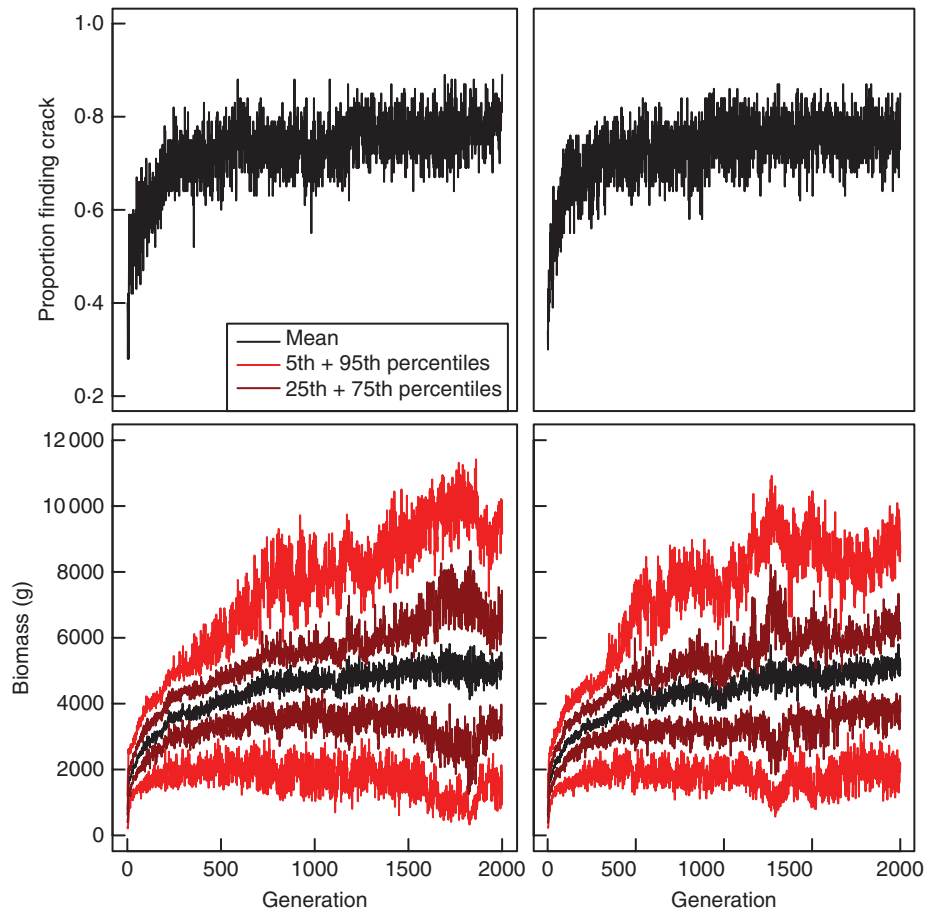 1·0
0·8
0·6
0·4
0·2
Proportion finding crack
Mean
5th + 95th percentiles
25th + 75th percentiles
12 000
10 000
8000
6000
4000
2000
0
Biomass (g)
0 500 1000 1500 2000
Generation
0 500 1000 1500 2000
Generation